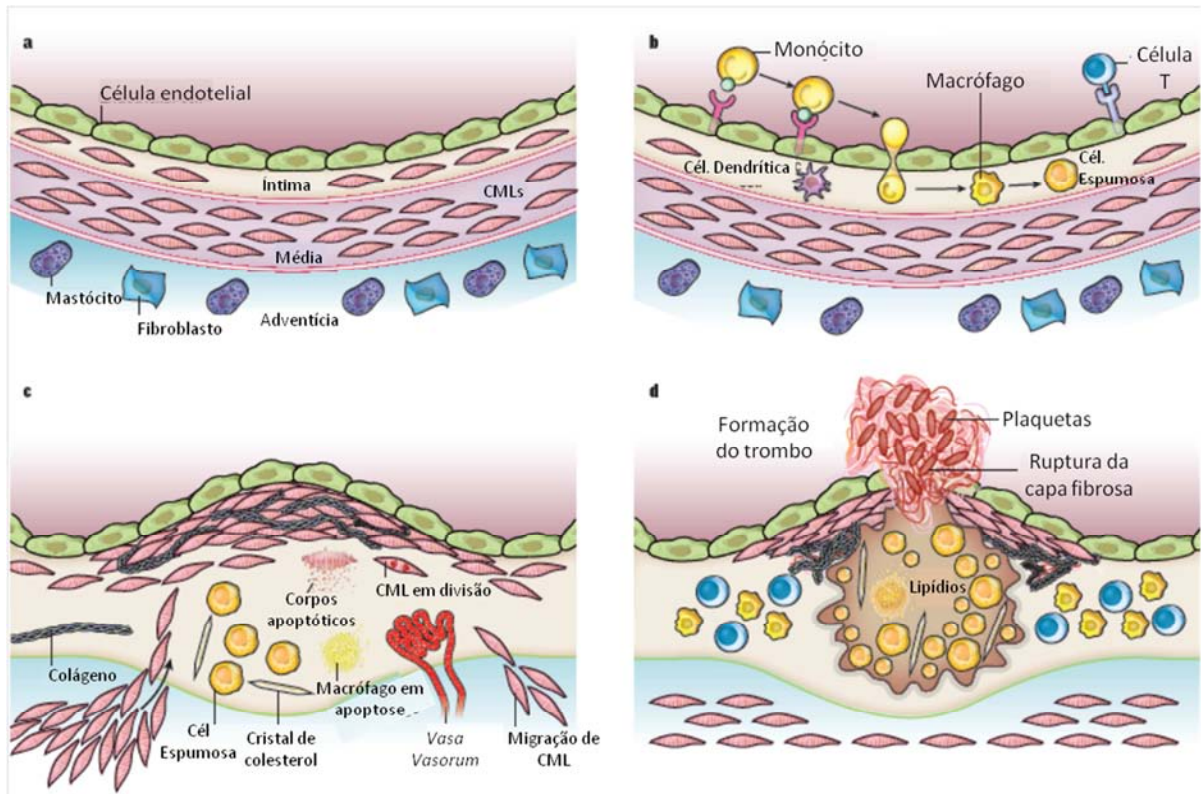 a
Célula endotelial
Íntima
CMLs
Média
Mastócito
Fibroblasto
Adventícia
b
Monócito
Célula
T
Macrófago
Cél. Dendrítica
Cél.
Espumosa
c
Corpos
apoptóticos
CML em divisão
Colágeno
Cél
Espumosa
Cristal de
colesterol
Macrófago em
apoptose
Vasa
Vasorum
Migração de
CML
d
Formação
do trombo
Plaquetas
Ruptura da
capa fibrosa
Lipídios